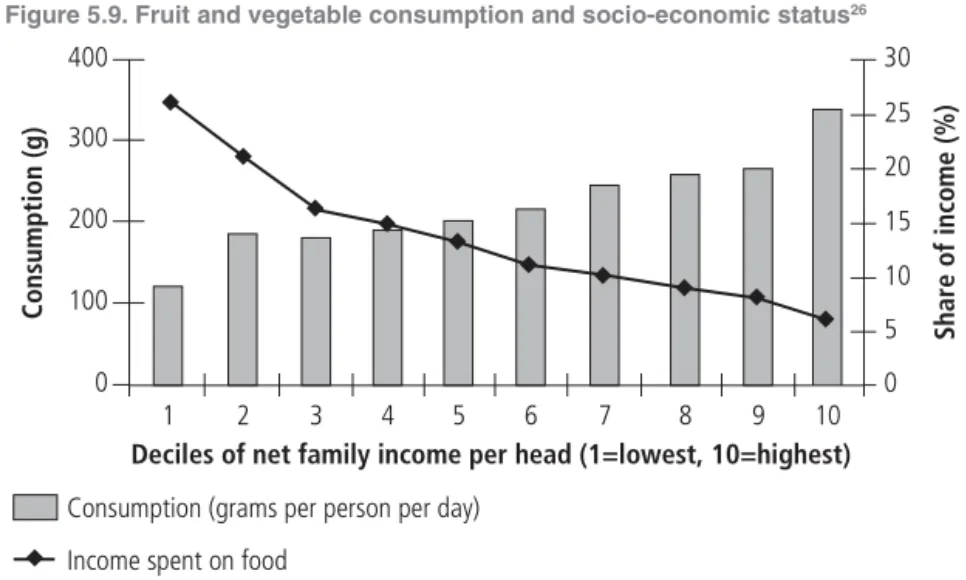 Figure 5.9. Fruit and vegetable consumption and socio-economic status26
400
300
200
100
0
Consumption (g)
30
25
20
15
10
5
0
Share of income (%)
1 2 3 4 5 6 7 8 9 10
Deciles of net family income per head (1=lowest, 10=highest)
Consumption (grams per person per day)
Income spent on food